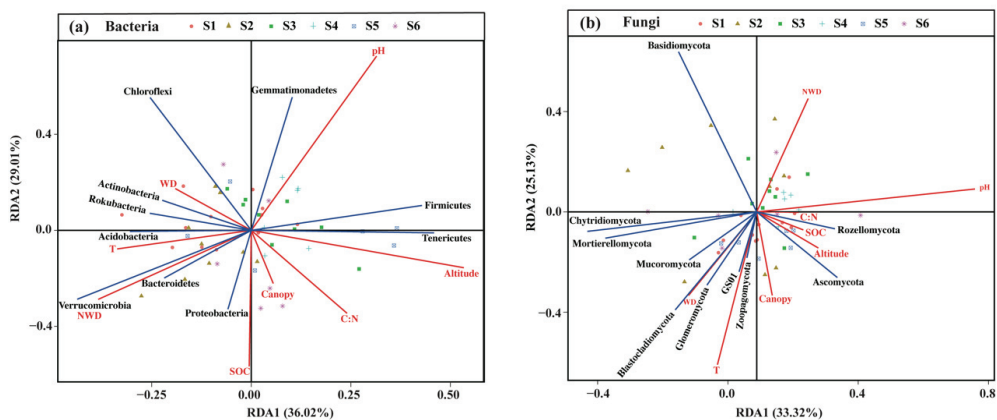 (a) Bacteria S1 S2 S3 S4 S5 S6
pH
Chloroflexi
Gemmatimonadetes
0.4
WD
Actinobacteria
Rokubacteria
Firmicutes
0.0
Acidobacteria
Tenericutes
T
Altitude
Bacteroidetes
Canopy
Verrucomicrobia
NWD
Proteobacteria
C:N
-0.4
SOC
RDA2 (29.01%)
-0.25 0.00 0.25 0.50
RDA1 (36.02%)
(b) Fungi S1 S2 S3 S4 S5 S6
Basidiomycota
NWD
0.4
pH
0.0
C:N
Chytridiomycota
SOC
Rozellomycota
Mortierellomycota
Altitude
Mucoromycota
Ascomycota
GS01
Zoopagomycota
Glomeromycota
WD
Canopy
Blastocladiomycota
-0.4
T
RDA2 (25.13%)
-0.4 0.0 0.4 0.8
RDA1 (33.32%)